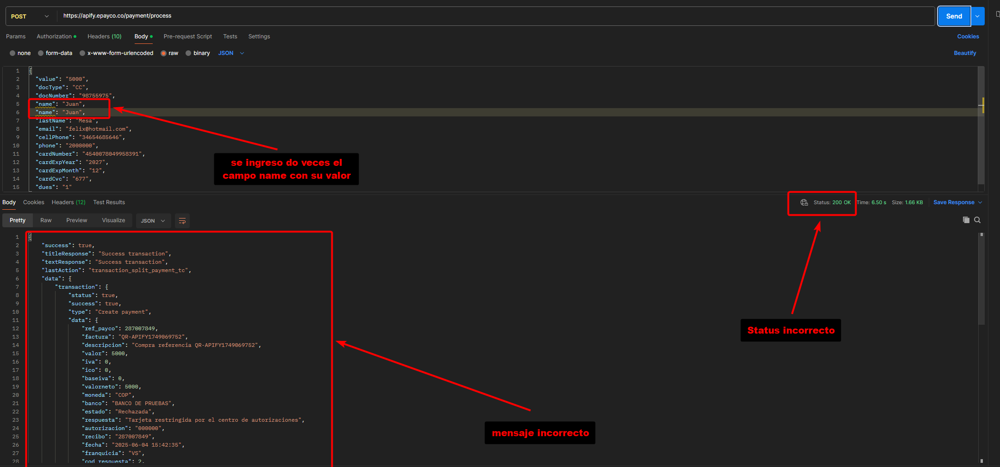 POST
https://apify.epayco.co/payment/process
Send
Params Authorization Headers (10) Body Pre-request Script Tests Settings
Cookies
none form-data x-www-form-urlencoded raw binary JSON
Beautify
1 {
2 "value": "5000",
3 "docType": "CC",
4 "docNumber": "98755975",
5 "name": "Juan",
6 "name": "Juan",
7 "lastName": "Mesa",
8 "email": "felix@hotmail.com",
9 "cellPhone": "34654685646",
10 "phone": "2000000",
11 "cardNumber": "4540078049958391",
12 "cardExpYear": "2027",
13 "cardExpMonth": "12",
14 "cardCvc": "677",
15 "dues": "1"
se ingreso do veces el
campo name con su valor
Body Cookies Headers (12) Test Results
Status: 200 OK Time: 6.50 s Size: 1.66 KB Save Response
Pretty Raw Preview Visualize JSON
1 {
2 "success": true,
3 "titleResponse": "Success transaction",
4 "textResponse": "Success transaction",
5 "lastAction": "transaction_split_payment_tc",
6 "data": {
7 "transaction": {
8 "status": true,
9 "success": true,
10 "type": "Create payment",
11 "data": {
12 "ref_payco": 287007849,
13 "factura": "QR-APIFY1749069752",
14 "descripcion": "Compra referencia QR-APIFY1749069752",
15 "valor": 5000,
16 "iva": 0,
17 "ico": 0,
18 "baseiva": 0,
19 "valorneto": 5000,
20 "moneda": "COP",
21 "banco": "BANCO DE PRUEBAS",
22 "estado": "Rechazada",
23 "respuesta": "Tarjeta restringida por el centro de autorizaciones",
24 "autorizacion": "000000",
25 "recibo": "287007849",
26 "fecha": "2025-06-04 15:42:35",
27 "franquicia": "VS",
28 "cod_respuesta": 2,
Status incorrecto
mensaje incorrecto